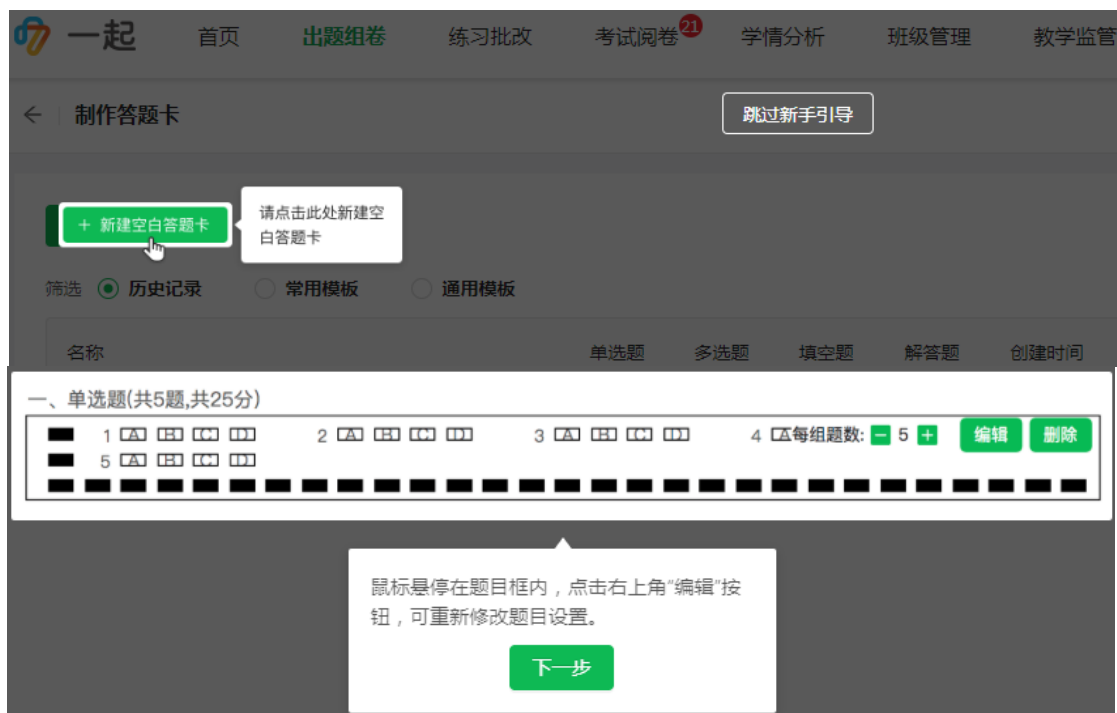 一起 首页 出题组卷 练习批改 考试阅卷 21 学情分析 班级管理 教学监管
← 制作答题卡 跳过新手引导
+ 新建空白答题卡
请点击此处新建空
白答题卡
筛选 历史记录 常用模板 通用模板
名称 单选题 多选题 填空题 解答题 创建时间
一、单选题(共5题,共25分)
1 A B C D 2 A B C D 3 A B C D 4 A 每组题数: − 5 + 编辑 删除
5 A B C D
鼠标悬停在题目框内，点击右上角“编辑”按
钮，可重新修改题目设置。
下一步